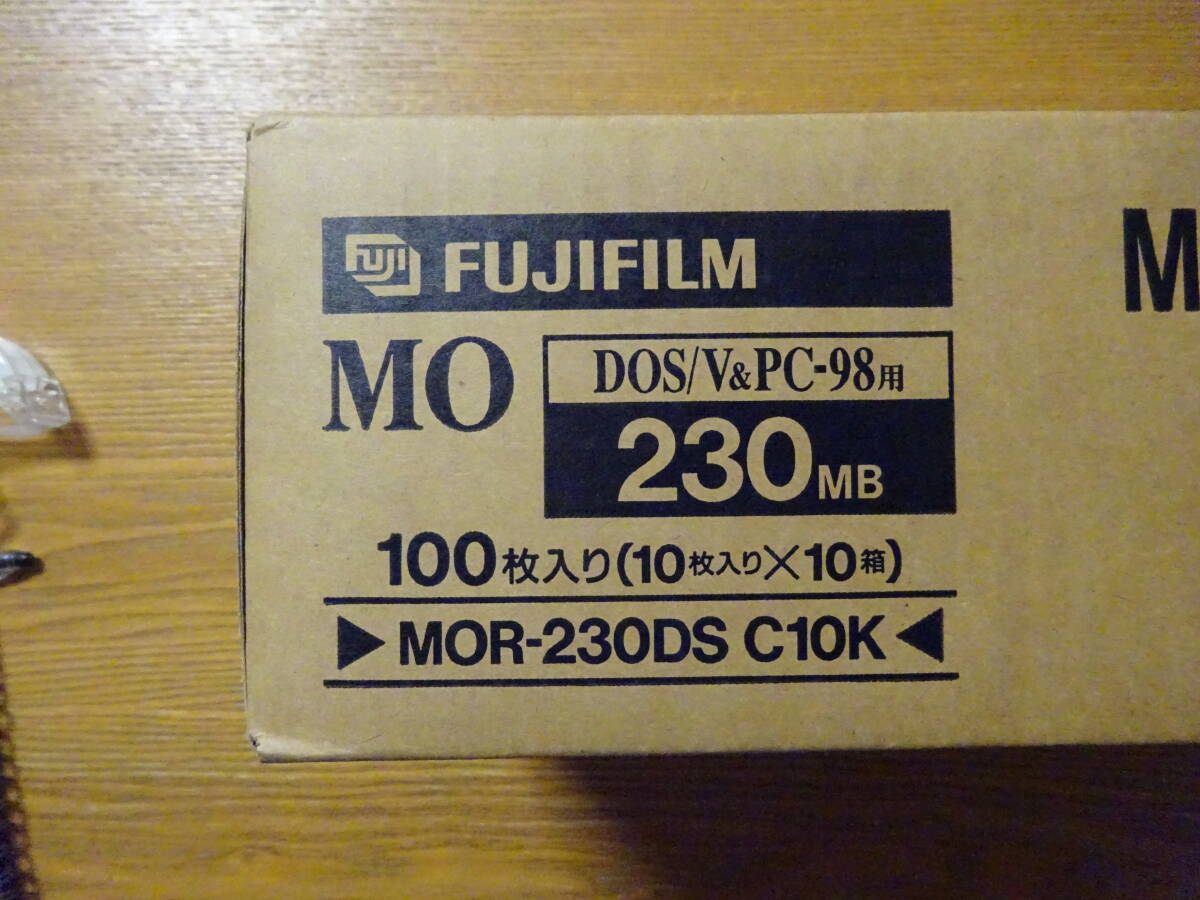 FUJI FUJIFILM
MO
DOS/V&PC-98用
230MB
100枚入り(10枚入り×10箱)
▶ MOR-230DS C10K ◀
M